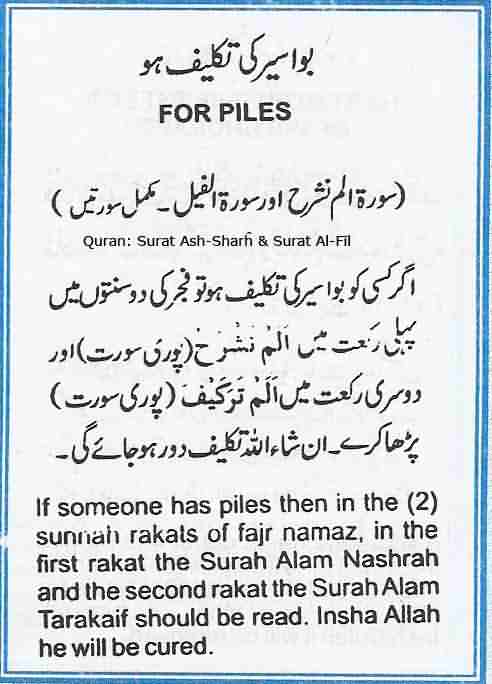 بواسیر کی تکلیف ہو
FOR PILES
(سورۃ الم نشرح اور سورۃ الفیل۔ مکمل سورتیں)
Quran: Surat Ash-Sharh & Surat Al-Fil
اگر کسی کو بواسیر کی تکلیف ہو تو فجر کی دو سنتوں میں
پہلی رکعت میں اَلَمْ نَشْرَحْ (پوری سورت) اور
دوسری رکعت میں اَلَمْ تَرَکَیْفَ (پوری سورت)
پڑھا کرے۔ ان شاء اللہ تکلیف دور ہو جائے گی۔
If someone has piles then in the (2)
sunnah rakats of fajr namaz, in the
first rakat the Surah Alam Nashrah
and the second rakat the Surah Alam
Tarakaif should be read. Insha Allah
he will be cured.